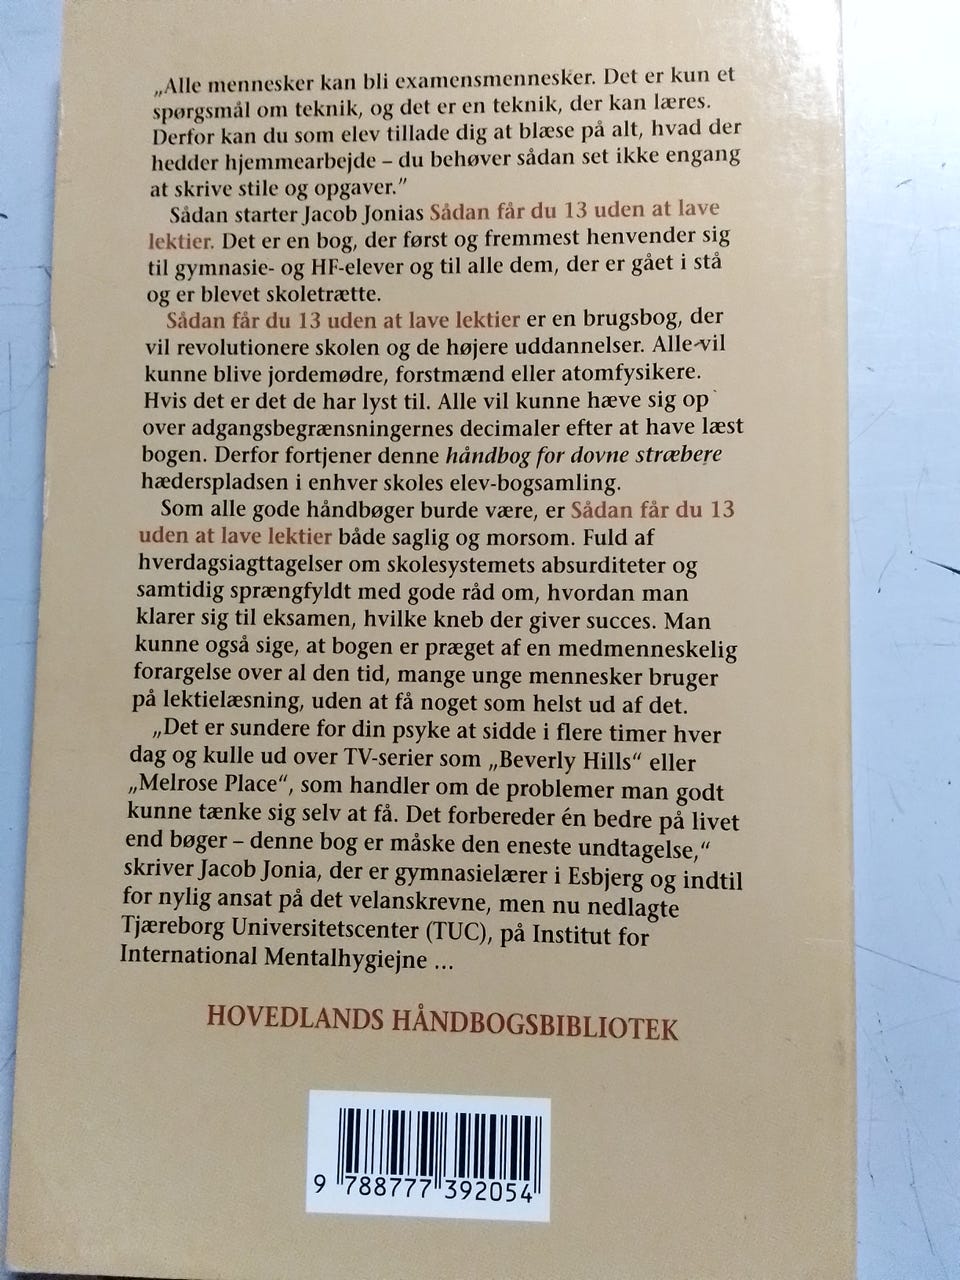 „Alle mennesker kan bli examensmennesker. Det er kun et
spørgsmål om teknik, og det er en teknik, der kan læres.
Derfor kan du som elev tillade dig at blæse på alt, hvad der
hedder hjemmearbejde – du behøver sådan set ikke engang
at skrive stile og opgaver."
Sådan starter Jacob Jonias Sådan får du 13 uden at lave
lektier. Det er en bog, der først og fremmest henvender sig
til gymnasie- og HF-elever og til alle dem, der er gået i stå
og er blevet skoletrætte.
Sådan får du 13 uden at lave lektier er en brugsbog, der
vil revolutionere skolen og de højere uddannelser. Alle vil
kunne blive jordemødre, forstmænd eller atomfysikere.
Hvis det er det de har lyst til. Alle vil kunne hæve sig op
over adgangsbegrænsningernes decimaler efter at have læst
bogen. Derfor fortjener denne håndbog for dovne stræbere
hæderspladsen i enhver skoles elev-bogsamling.
Som alle gode håndbøger burde være, er Sådan får du 13
uden at lave lektier både saglig og morsom. Fuld af
hverdagsiagttagelser om skolesystemets absurditeter og
samtidig sprængfyldt med gode råd om, hvordan man
klarer sig til eksamen, hvilke kneb der giver succes. Man
kunne også sige, at bogen er præget af en medmenneskelig
forargelse over al den tid, mange unge mennesker bruger
på lektielæsning, uden at få noget som helst ud af det.
„Det er sundere for din psyke at sidde i flere timer hver
dag og kulle ud over TV-serier som „Beverly Hills" eller
„Melrose Place", som handler om de problemer man godt
kunne tænke sig selv at få. Det forbereder én bedre på livet
end bøger – denne bog er måske den eneste undtagelse,"
skriver Jacob Jonia, der er gymnasielærer i Esbjerg og indtil
for nylig ansat på det velanskrevne, men nu nedlagte
Tjæreborg Universitetscenter (TUC), på Institut for
International Mentalhygiejne ...
HOVEDLANDS HÅNDBOGSBIBLIOTEK
9 788777 392054